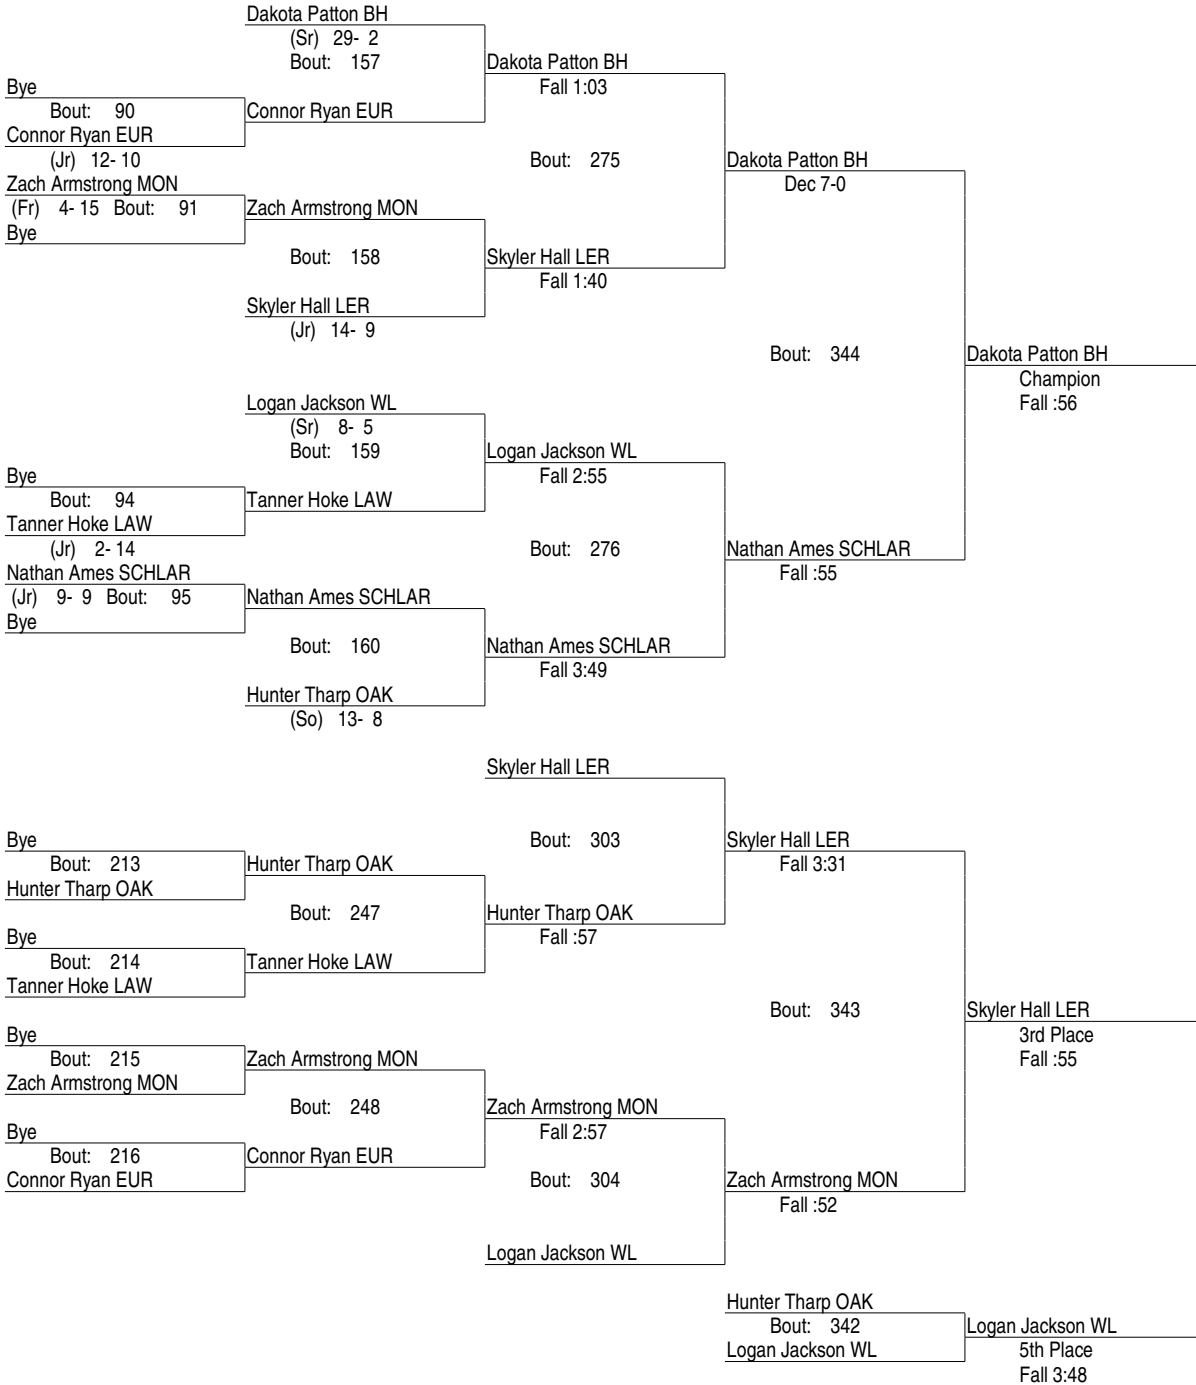 Dakota Patton BH
(Sr) 29- 2
Bout: 157
Dakota Patton BH
Fall 1:03
Bye
Bout: 90
Connor Ryan EUR
Connor Ryan EUR
(Jr) 12- 10
Bout: 275
Dakota Patton BH
Dec 7-0
Zach Armstrong MON
(Fr) 4- 15 Bout: 91
Zach Armstrong MON
Bye
Bout: 158
Skyler Hall LER
Fall 1:40
Skyler Hall LER
(Jr) 14- 9
Bout: 344
Dakota Patton BH
Champion
Fall :56
Logan Jackson WL
(Sr) 8- 5
Bout: 159
Logan Jackson WL
Fall 2:55
Bye
Bout: 94
Tanner Hoke LAW
Tanner Hoke LAW
(Jr) 2- 14
Bout: 276
Nathan Ames SCHLAR
Fall :55
Nathan Ames SCHLAR
(Jr) 9- 9 Bout: 95
Nathan Ames SCHLAR
Bye
Bout: 160
Nathan Ames SCHLAR
Fall 3:49
Hunter Tharp OAK
(So) 13- 8
Skyler Hall LER
Bout: 303
Skyler Hall LER
Fall 3:31
Bye
Bout: 213
Hunter Tharp OAK
Hunter Tharp OAK
Bout: 247
Hunter Tharp OAK
Fall :57
Bye
Bout: 214
Tanner Hoke LAW
Tanner Hoke LAW
Bout: 343
Skyler Hall LER
3rd Place
Fall :55
Bye
Bout: 215
Zach Armstrong MON
Zach Armstrong MON
Bout: 248
Zach Armstrong MON
Fall 2:57
Bye
Bout: 216
Connor Ryan EUR
Connor Ryan EUR
Bout: 304
Zach Armstrong MON
Fall :52
Logan Jackson WL
Hunter Tharp OAK
Bout: 342
Logan Jackson WL
Logan Jackson WL
5th Place
Fall 3:48